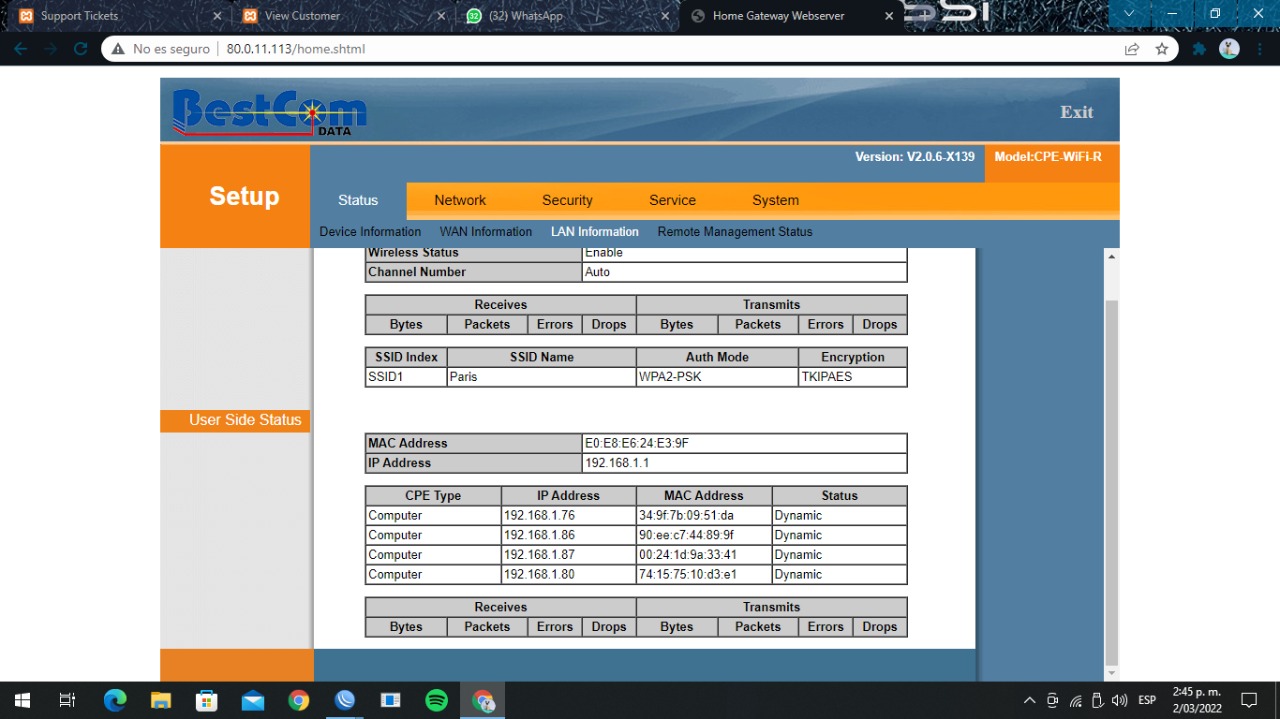 Support Tickets
View Customer
(32) WhatsApp
Home Gateway Webserver
SSI
No es seguro
80.0.11.113/home.shtml
BestCom
DATA
Exit
Version: V2.0.6-X139
Model:CPE-WiFi-R
Setup
Status Network Security Service System
Device Information WAN Information LAN Information Remote Management Status
Wireless Status Enable
Channel Number Auto
Receives Transmits
Bytes Packets Errors Drops Bytes Packets Errors Drops
SSID Index SSID Name Auth Mode Encryption
SSID1 Paris WPA2-PSK TKIPAES
User Side Status
MAC Address E0:E8:E6:24:E3:9F
IP Address 192.168.1.1
CPE Type IP Address MAC Address Status
Computer 192.168.1.76 34:9f:7b:09:51:da Dynamic
Computer 192.168.1.86 90:ee:c7:44:89:9f Dynamic
Computer 192.168.1.87 00:24:1d:9a:33:41 Dynamic
Computer 192.168.1.80 74:15:75:10:d3:e1 Dynamic
Receives Transmits
Bytes Packets Errors Drops Bytes Packets Errors Drops
ESP
2:45 p. m.
2/03/2022